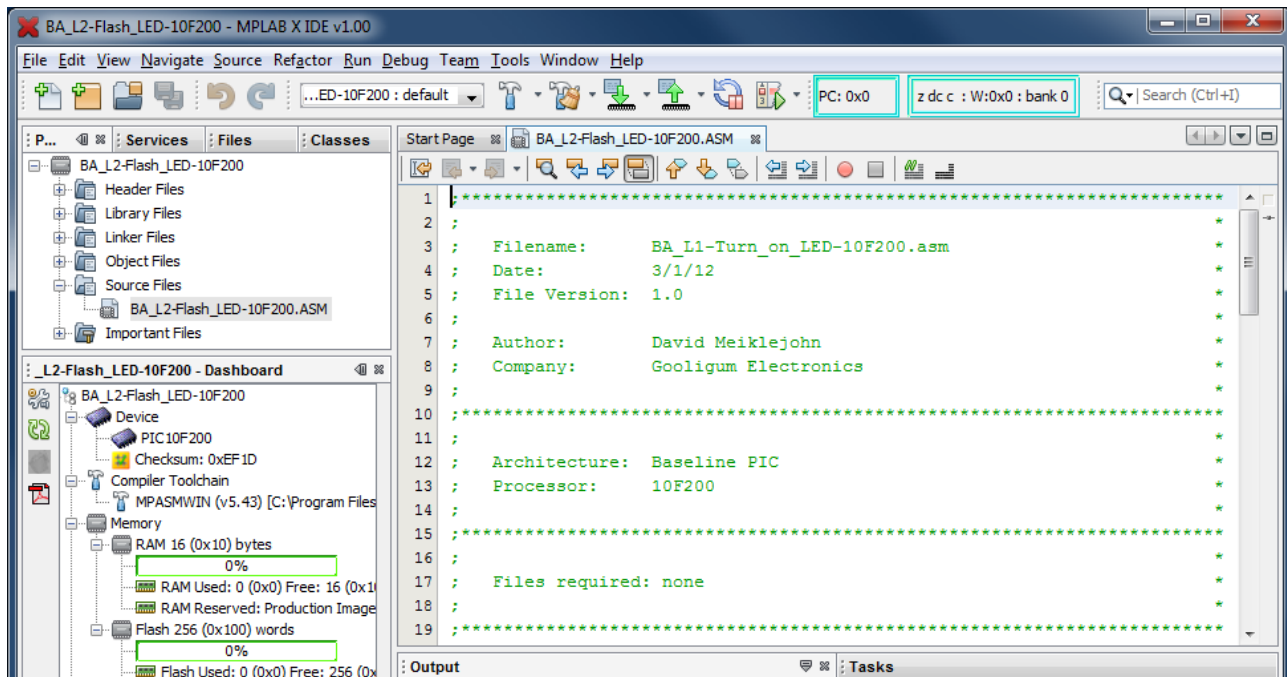 BA_L2-Flash_LED-10F200 - MPLAB X IDE v1.00
File Edit View Navigate Source Refactor Run Debug Team Tools Window Help
...ED-10F200 : default PC: 0x0 z dc c : W:0x0 : bank 0 Search (Ctrl+I)
P... Services Files Classes
BA_L2-Flash_LED-10F200
Header Files
Library Files
Linker Files
Object Files
Source Files
BA_L2-Flash_LED-10F200.ASM
Important Files
_L2-Flash_LED-10F200 - Dashboard
BA_L2-Flash_LED-10F200
Device
PIC10F200
Checksum: 0xEF1D
Compiler Toolchain
MPASMWIN (v5.43) [C:\Program Files
Memory
RAM 16 (0x10) bytes
0%
RAM Used: 0 (0x0) Free: 16 (0x10
RAM Reserved: Production Image
Flash 256 (0x100) words
0%
Flash Used: 0 (0x0) Free: 256 (0x
Start Page BA_L2-Flash_LED-10F200.ASM
1 ;*************************************************************************
2 ; *
3 ; Filename: BA_L1-Turn_on_LED-10F200.asm *
4 ; Date: 3/1/12 *
5 ; File Version: 1.0 *
6 ; *
7 ; Author: David Meiklejohn *
8 ; Company: Gooligum Electronics *
9 ; *
10 ;*************************************************************************
11 ; *
12 ; Architecture: Baseline PIC *
13 ; Processor: 10F200 *
14 ; *
15 ;*************************************************************************
16 ; *
17 ; Files required: none *
18 ; *
19 ;*************************************************************************
Output Tasks